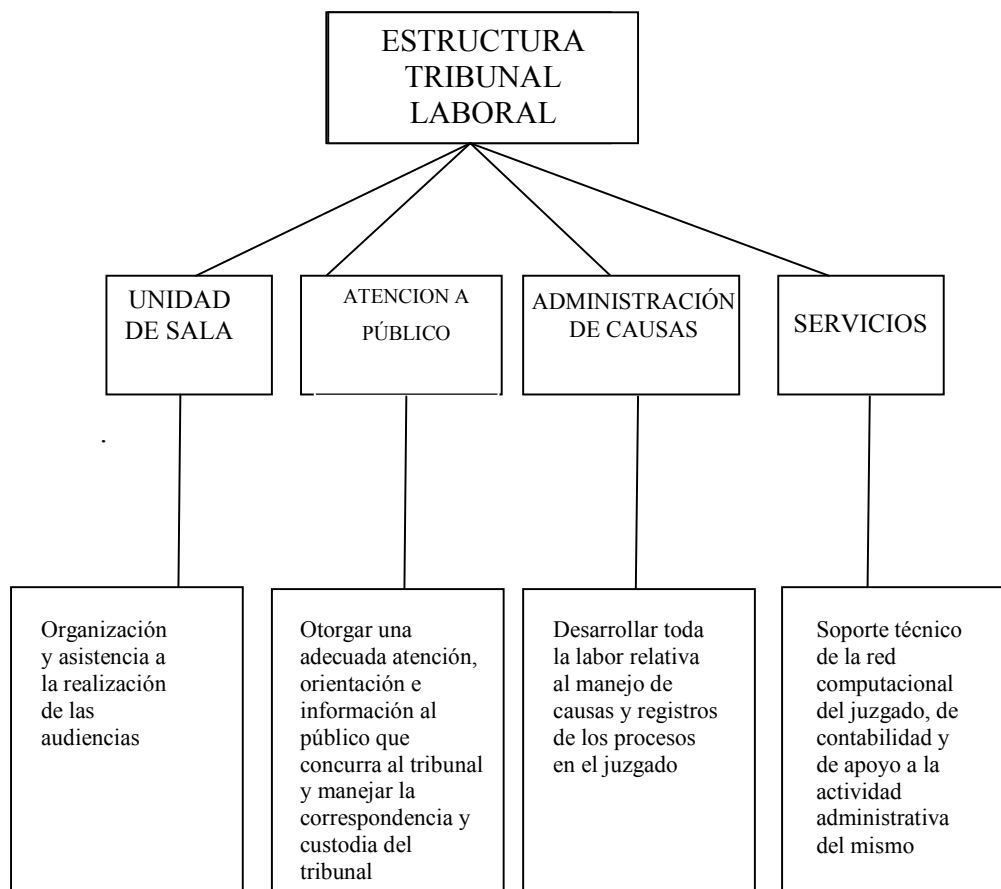 ESTRUCTURA
TRIBUNAL
LABORAL
UNIDAD
DE SALA
ATENCION A
PÚBLICO
ADMINISTRACIÓN
DE CAUSAS
SERVICIOS
.
Organización
y asistencia a
la realización
de las
audiencias
Otorgar una
adecuada atención,
orientación e
información al
público que
concurra al tribunal
y manejar la
correspondencia y
custodia del
tribunal
Desarrollar toda
la labor relativa
al manejo de
causas y registros
de los procesos
en el juzgado
Soporte técnico
de la red
computacional
del juzgado, de
contabilidad y
de apoyo a la
actividad
administrativa
del mismo